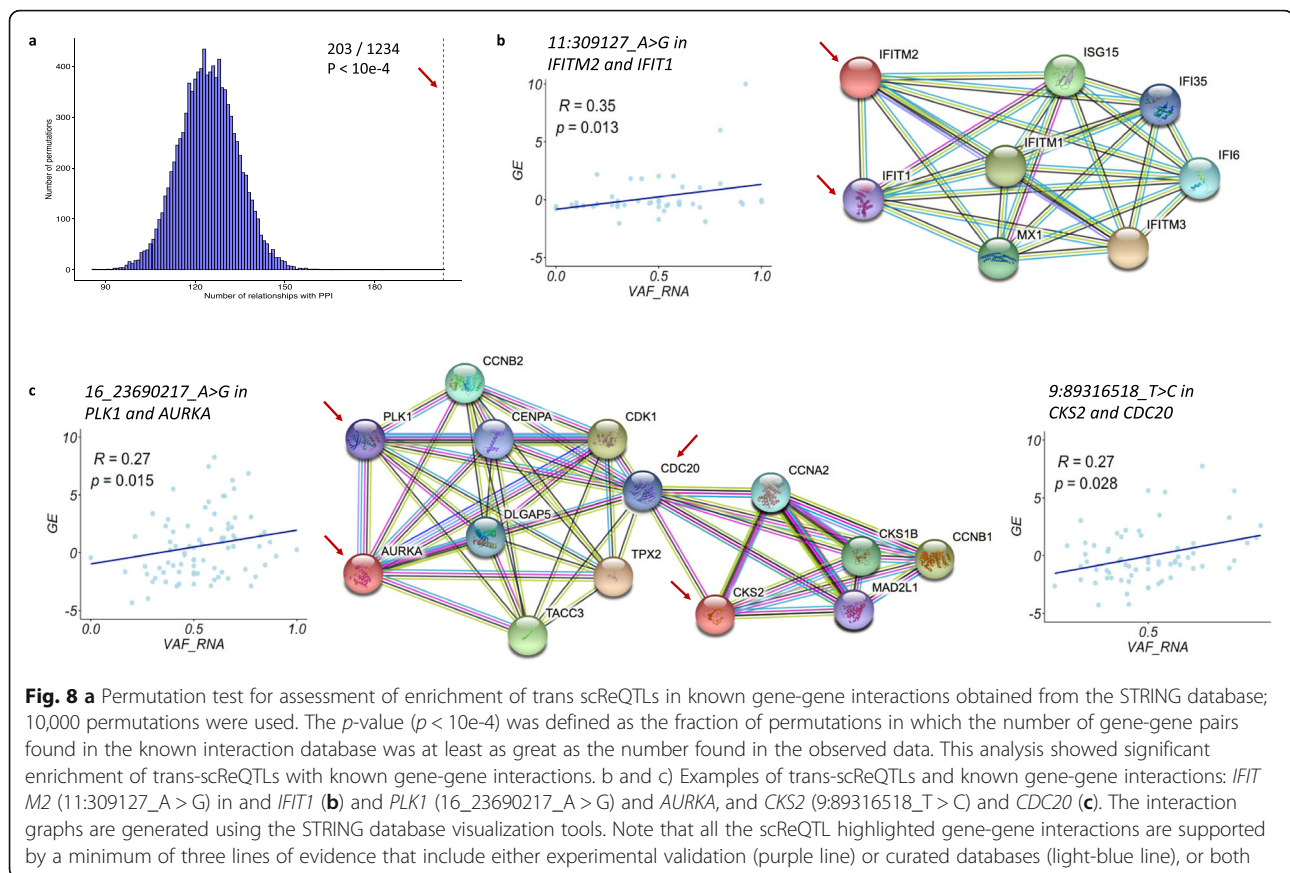 a
203 / 1234
P < 10e-4
400
300
200
100
0
Number of permutations
90
120
150
180
Number of relationships with PPI
b
11:309127_A>G in
IFITM2 and IFIT1
10
5
0
-5
GE
R = 0.35
p = 0.013
0.0
0.5
1.0
VAF_RNA
IFITM2
ISG15
IFI35
IFITM1
IFIT1
IFI6
IFITM3
MX1
c
16_23690217_A>G in
PLK1 and AURKA
10
5
0
-5
GE
R = 0.27
p = 0.015
0.0
0.5
1.0
VAF_RNA
CCNB2
PLK1
CENPA
CDK1
CDC20
CCNA2
DLGAP5
CKS1B
CCNB1
AURKA
TPX2
CKS2
MAD2L1
TACC3
9:89316518_T>C in
CKS2 and CDC20
10
5
0
-5
GE
R = 0.27
p = 0.028
0.5
VAF_RNA
Fig. 8 a Permutation test for assessment of enrichment of trans scReQTLs in known gene-gene interactions obtained from the STRING database;
10,000 permutations were used. The p-value (p < 10e-4) was defined as the fraction of permutations in which the number of gene-gene pairs
found in the known interaction database was at least as great as the number found in the observed data. This analysis showed significant
enrichment of trans-scReQTLs with known gene-gene interactions. b and c) Examples of trans-scReQTLs and known gene-gene interactions: IFIT
M2 (11:309127_A > G) in and IFIT1 (b) and PLK1 (16_23690217_A > G) and AURKA, and CKS2 (9:89316518_T > C) and CDC20 (c). The interaction
graphs are generated using the STRING database visualization tools. Note that all the scReQTL highlighted gene-gene interactions are supported
by a minimum of three lines of evidence that include either experimental validation (purple line) or curated databases (light-blue line), or both